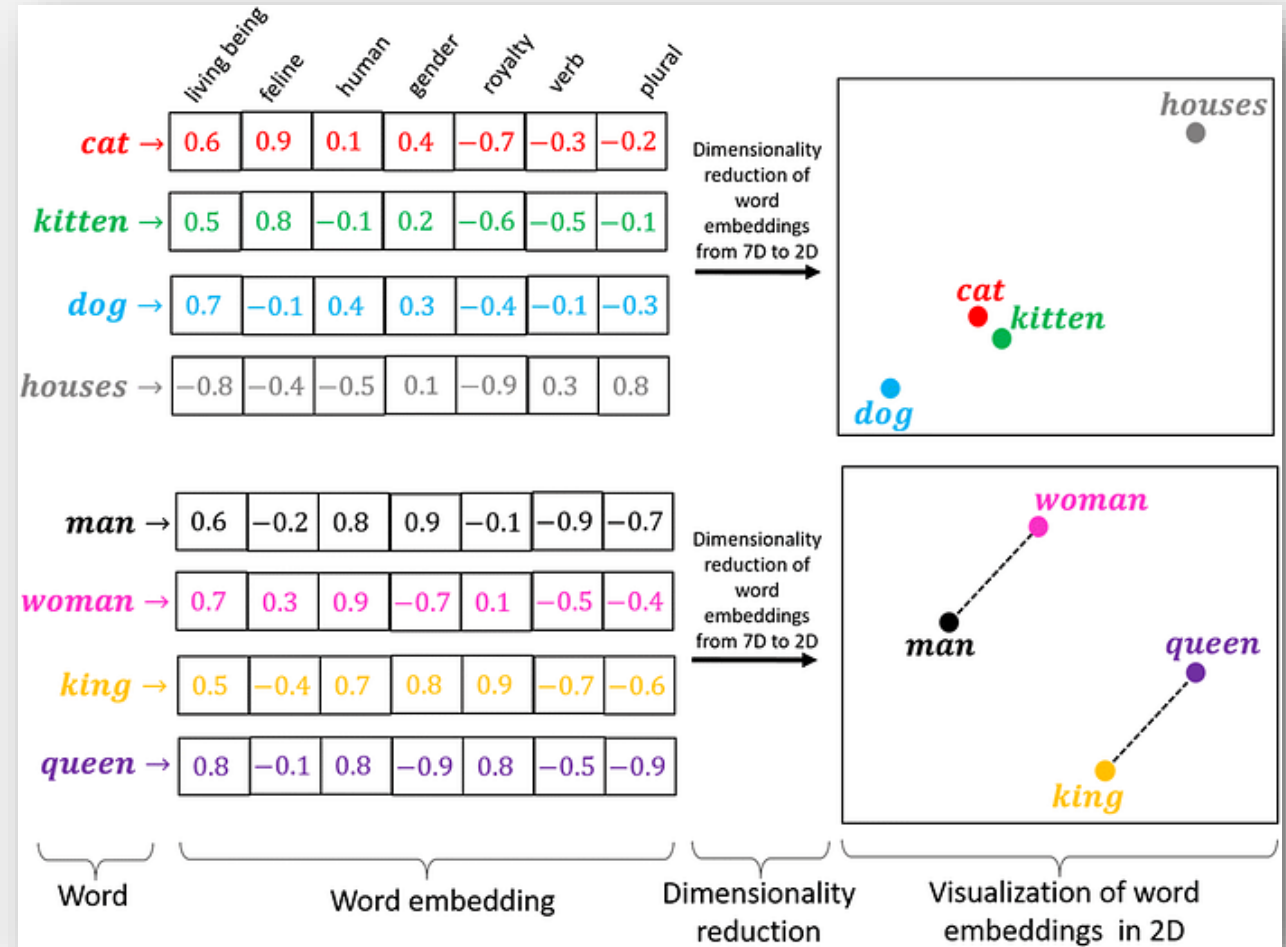 living being feline human gender royalty verb plural
cat → 0.6 0.9 0.1 0.4 −0.7 −0.3 −0.2
kitten → 0.5 0.8 −0.1 0.2 −0.6 −0.5 −0.1
dog → 0.7 −0.1 0.4 0.3 −0.4 −0.1 −0.3
houses → −0.8 −0.4 −0.5 0.1 −0.9 0.3 0.8
Dimensionality
reduction of
word
embeddings
from 7D to 2D
houses
cat
kitten
dog
man → 0.6 −0.2 0.8 0.9 −0.1 −0.9 −0.7
woman → 0.7 0.3 0.9 −0.7 0.1 −0.5 −0.4
king → 0.5 −0.4 0.7 0.8 0.9 −0.7 −0.6
queen → 0.8 −0.1 0.8 −0.9 0.8 −0.5 −0.9
Dimensionality
reduction of
word
embeddings
from 7D to 2D
woman
man
queen
king
Word
Word embedding
Dimensionality
reduction
Visualization of word
embeddings in 2D